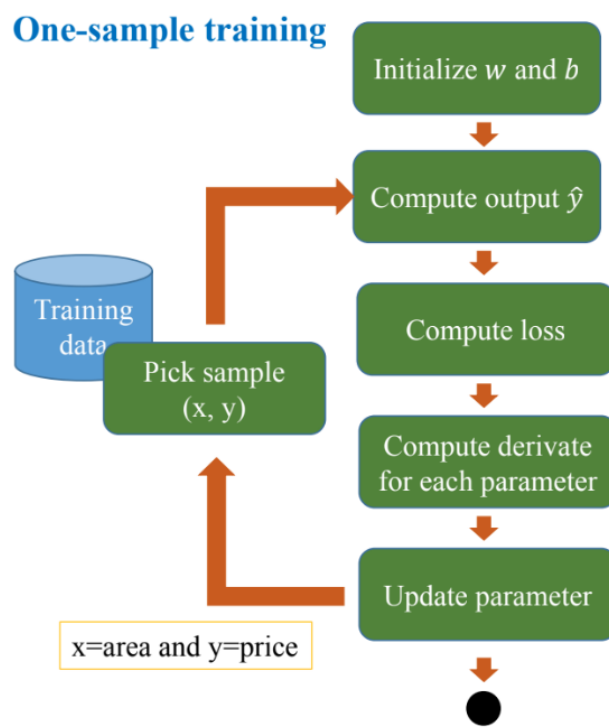 One-sample training
Initialize w and b
Compute output ŷ
Training
data
Pick sample
(x, y)
Compute loss
Compute derivate
for each parameter
Update parameter
x=area and y=price